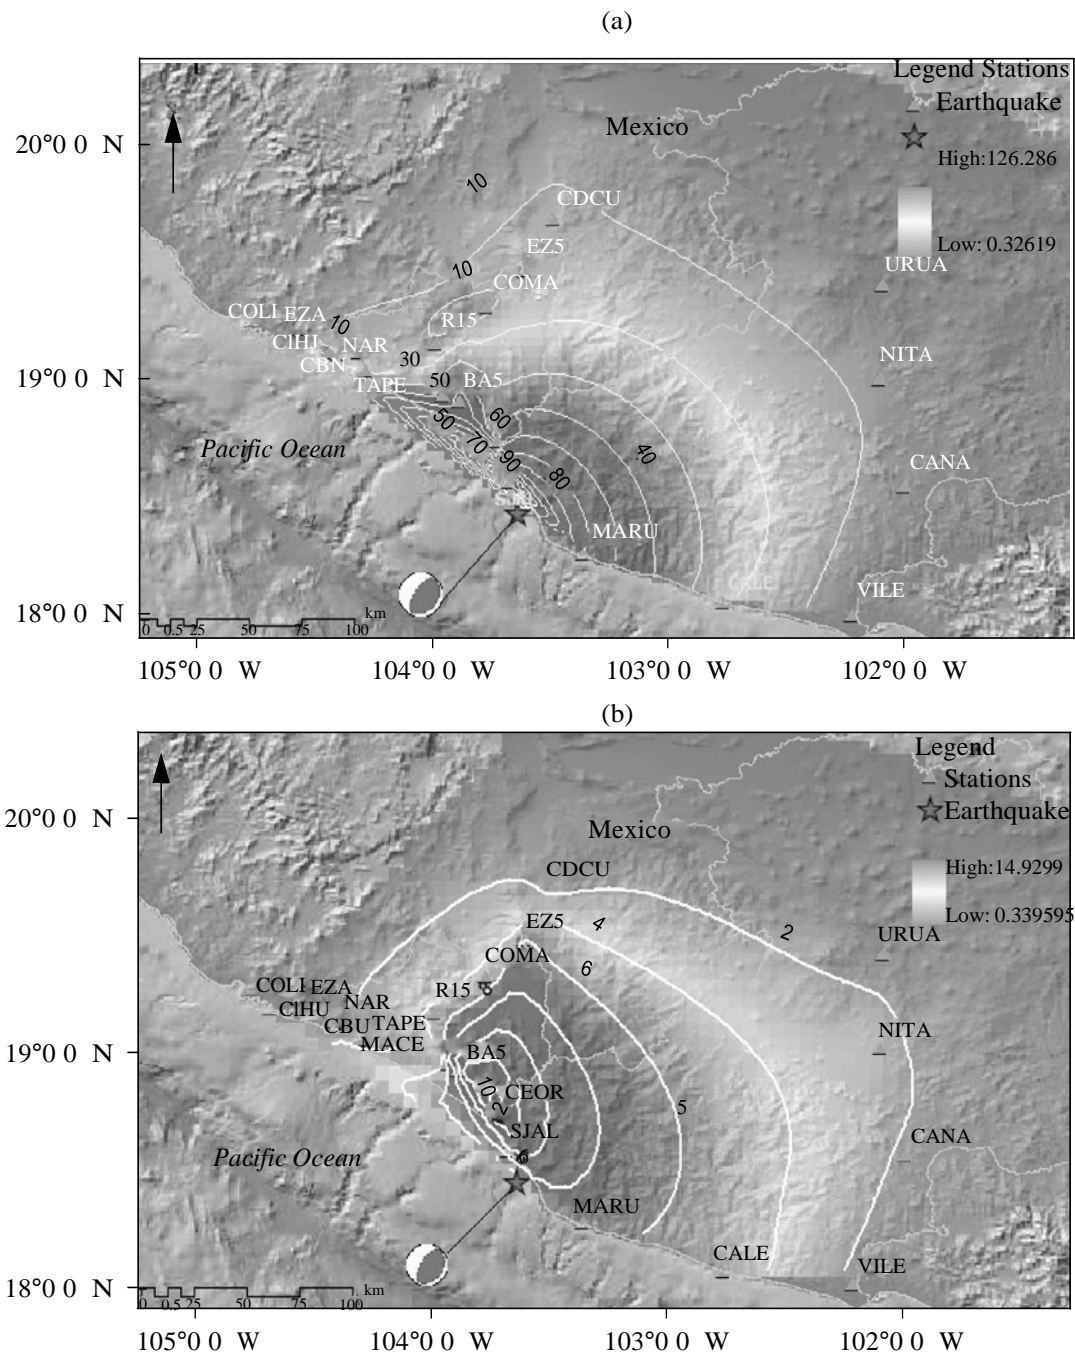 (a)
Legend Stations
Earthquake
Mexico
20°0 0 N
High:126.286
10
CDCU
EZ5
Low: 0.32619
URUA
10
COMA
COLI EZA
10
R15
CIHJ
NAR
30
NITA
CBN
19°0 0 N
TAPE
50
BA5
50
60
70
Pacific Ocean
90
40
CANA
80
MARU
CALE
VILE
18°0 0 N
km
0 0.5 25 50 75 100
105°0 0 W
104°0 0 W
103°0 0 W
102°0 0 W
(b)
Legend
Stations
Earthquake
20°0 0 N
Mexico
CDCU
High:14.9299
EZ5
4
2
Low: 0.339595
URUA
COMA
6
COLI EZA
R15
NAR
CIHU
CBU TAPE
NITA
MACE
19°0 0 N
BA5
10
CEOR
2
5
SJAL
CANA
Pacific Ocean
6
MARU
CALE
VILE
18°0 0 N
km
0 0.5 25 50 75 100
105°0 0 W
104°0 0 W
103°0 0 W
102°0 0 W